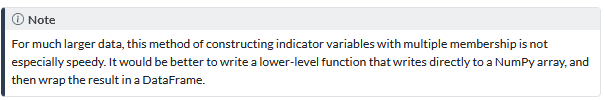 Note
For much larger data, this method of constructing indicator variables with multiple membership is not
especially speedy. It would be better to write a lower-level function that writes directly to a NumPy array, and
then wrap the result in a DataFrame.